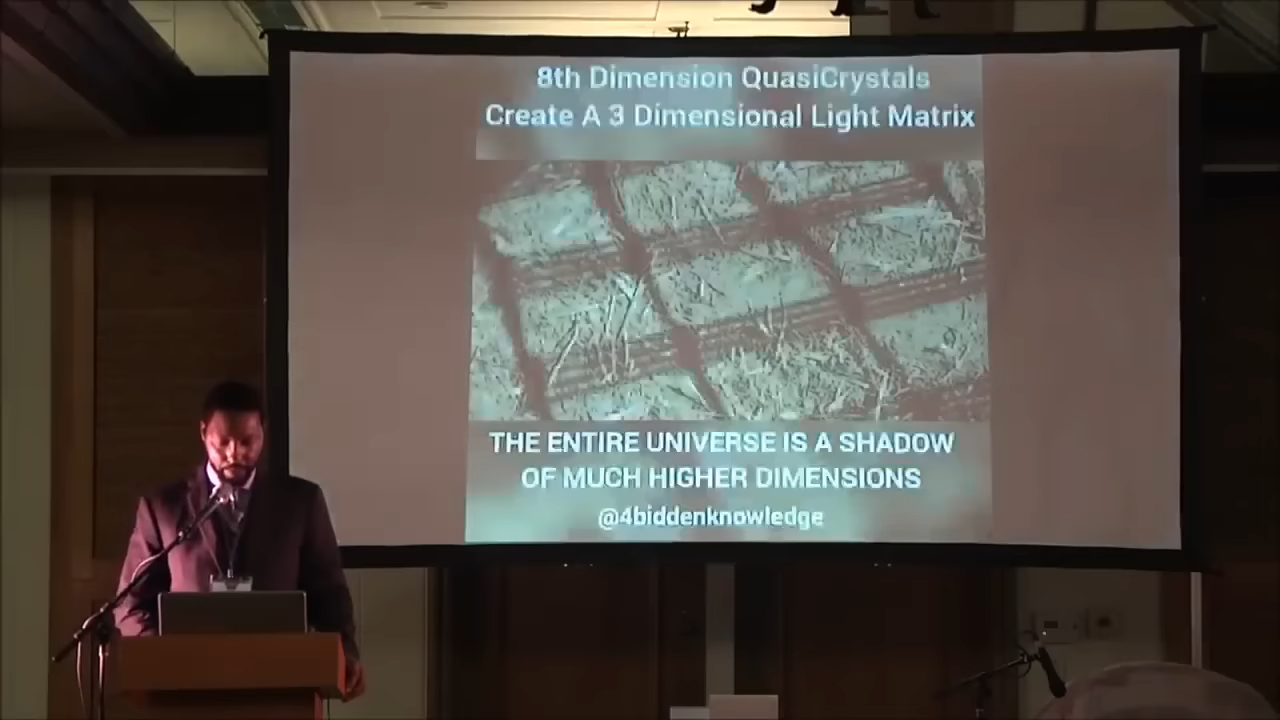 8th Dimension QuasiCrystals
Create A 3 Dimensional Light Matrix
THE ENTIRE UNIVERSE IS A SHADOW
OF MUCH HIGHER DIMENSIONS
@4biddenknowledge